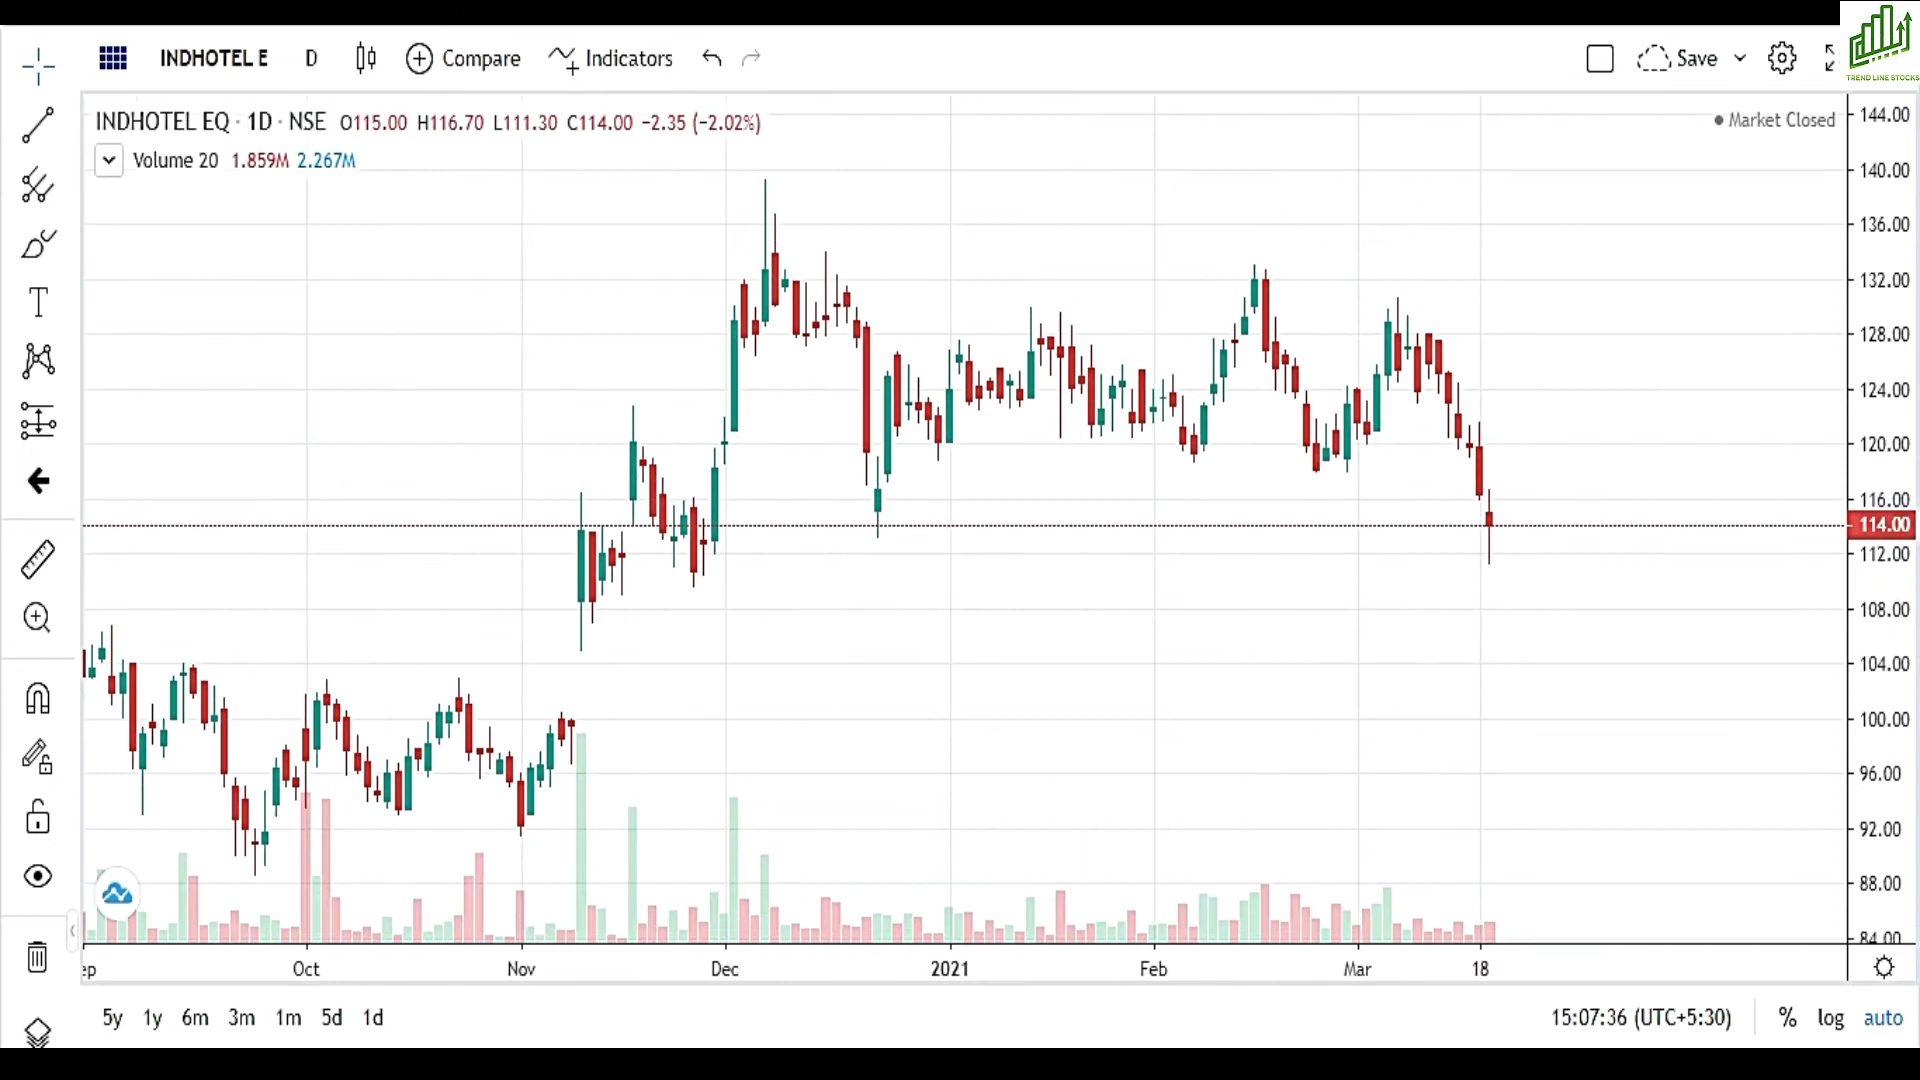 INDHOTEL E D Compare Indicators Save
TREND LINE STOCKS
INDHOTEL EQ · 1D · NSE O115.00 H116.70 L111.30 C114.00 −2.35 (−2.02%)
Market Closed
Volume 20 1.859M 2.267M
144.00
140.00
136.00
132.00
128.00
124.00
120.00
116.00
114.00
112.00
108.00
104.00
100.00
96.00
92.00
88.00
84.00
ep Oct Nov Dec 2021 Feb Mar 18
5y 1y 6m 3m 1m 5d 1d 15:07:36 (UTC+5:30) % log auto